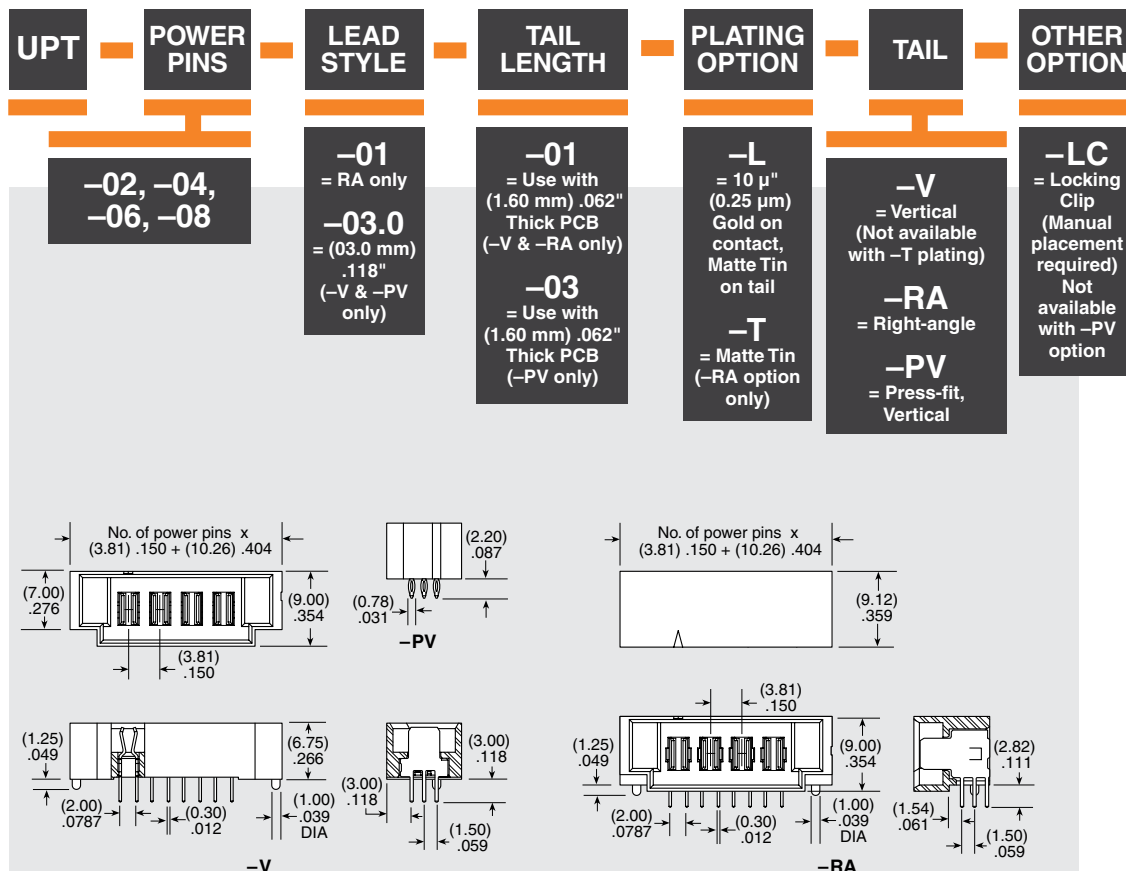 UPT
POWER
PINS
LEAD
STYLE
TAIL
LENGTH
PLATING
OPTION
TAIL
OTHER
OPTION
–02, –04,
–06, –08
–01
= RA only
–03.0
= (03.0 mm)
.118"
(–V & –PV
only)
–01
= Use with
(1.60 mm) .062"
Thick PCB
(–V & –RA only)
–03
= Use with
(1.60 mm) .062"
Thick PCB
(–PV only)
–L
= 10 µ"
(0.25 µm)
Gold on
contact,
Matte Tin
on tail
–T
= Matte Tin
(–RA option
only)
–V
= Vertical
(Not available
with –T plating)
–RA
= Right-angle
–PV
= Press-fit,
Vertical
–LC
= Locking
Clip
(Manual
placement
required)
Not
available
with –PV
option
No. of power pins x
(3.81) .150 + (10.26) .404
(7.00)
.276
(9.00)
.354
(3.81)
.150
(2.20)
.087
(0.78)
.031
–PV
No. of power pins x
(3.81) .150 + (10.26) .404
(9.12)
.359
(1.25)
.049
(6.75)
.266
(2.00)
.0787
(0.30)
.012
(1.00)
.039
DIA
–V
(3.00)
.118
(3.00)
.118
(1.50)
.059
(3.81)
.150
(1.25)
.049
(9.00)
.354
(2.00)
.0787
(0.30)
.012
(1.00)
.039
DIA
–RA
(2.82)
.111
(1.54)
.061
(1.50)
.059